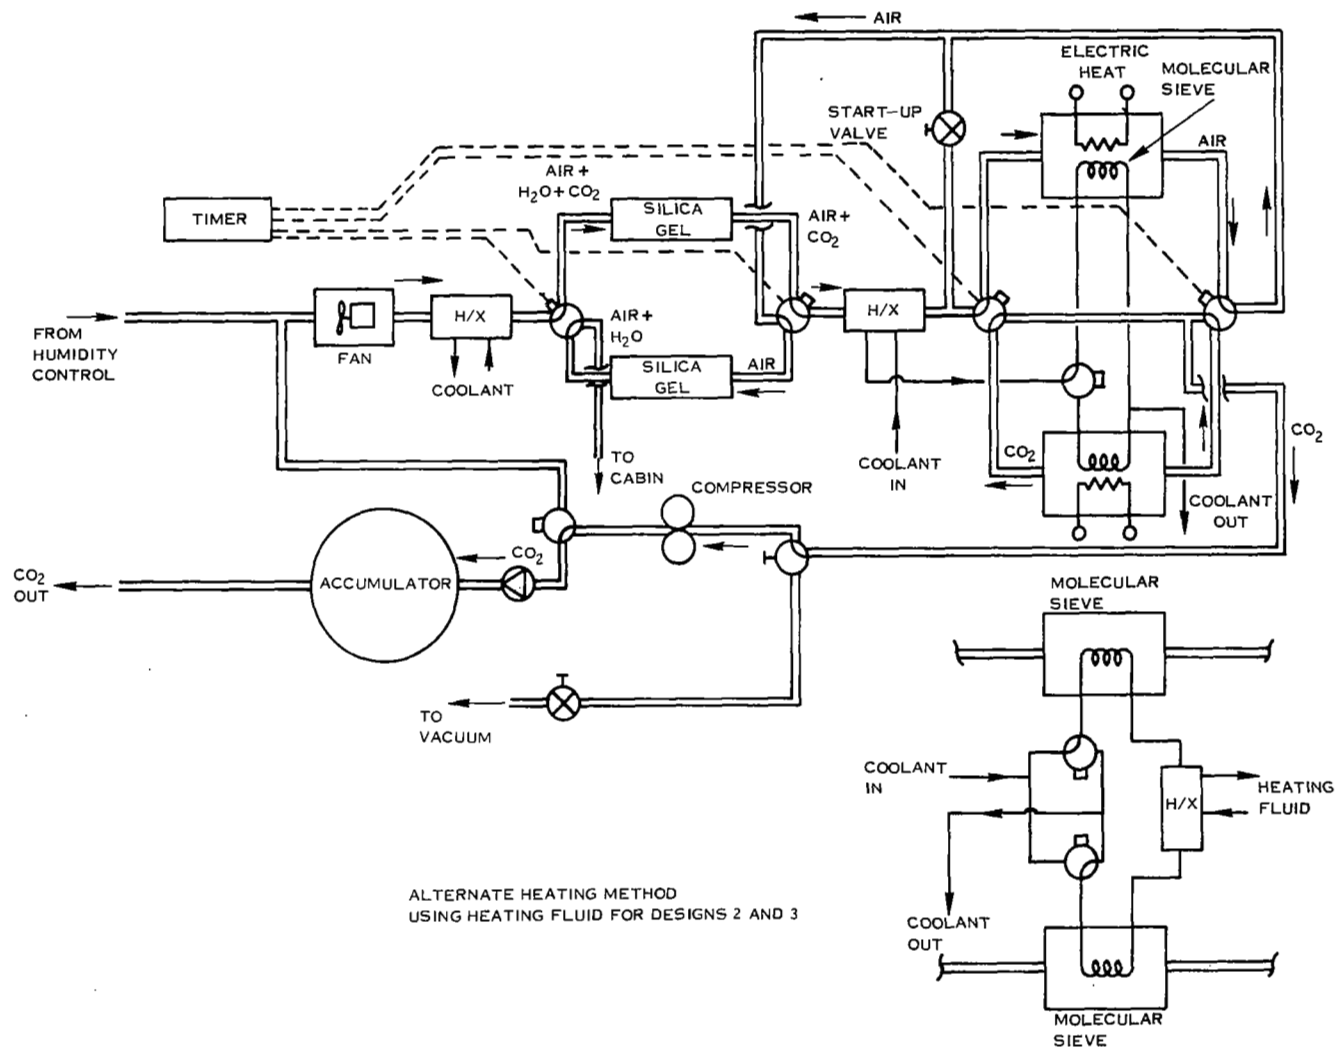 AIR
ELECTRIC
HEAT
MOLECULAR
SIEVE
START-UP
VALVE
AIR
AIR +
H2O + CO2
TIMER
SILICA
GEL
AIR +
CO2
FROM
HUMIDITY
CONTROL
FAN
H/X
COOLANT
AIR +
H2O
SILICA
GEL
AIR
H/X
COOLANT
IN
CO2
CO2
COOLANT
OUT
TO
CABIN
COMPRESSOR
CO2
OUT
ACCUMULATOR
CO2
TO
VACUUM
MOLECULAR
SIEVE
COOLANT
IN
H/X
HEATING
FLUID
COOLANT
OUT
MOLECULAR
SIEVE
ALTERNATE HEATING METHOD
USING HEATING FLUID FOR DESIGNS 2 AND 3